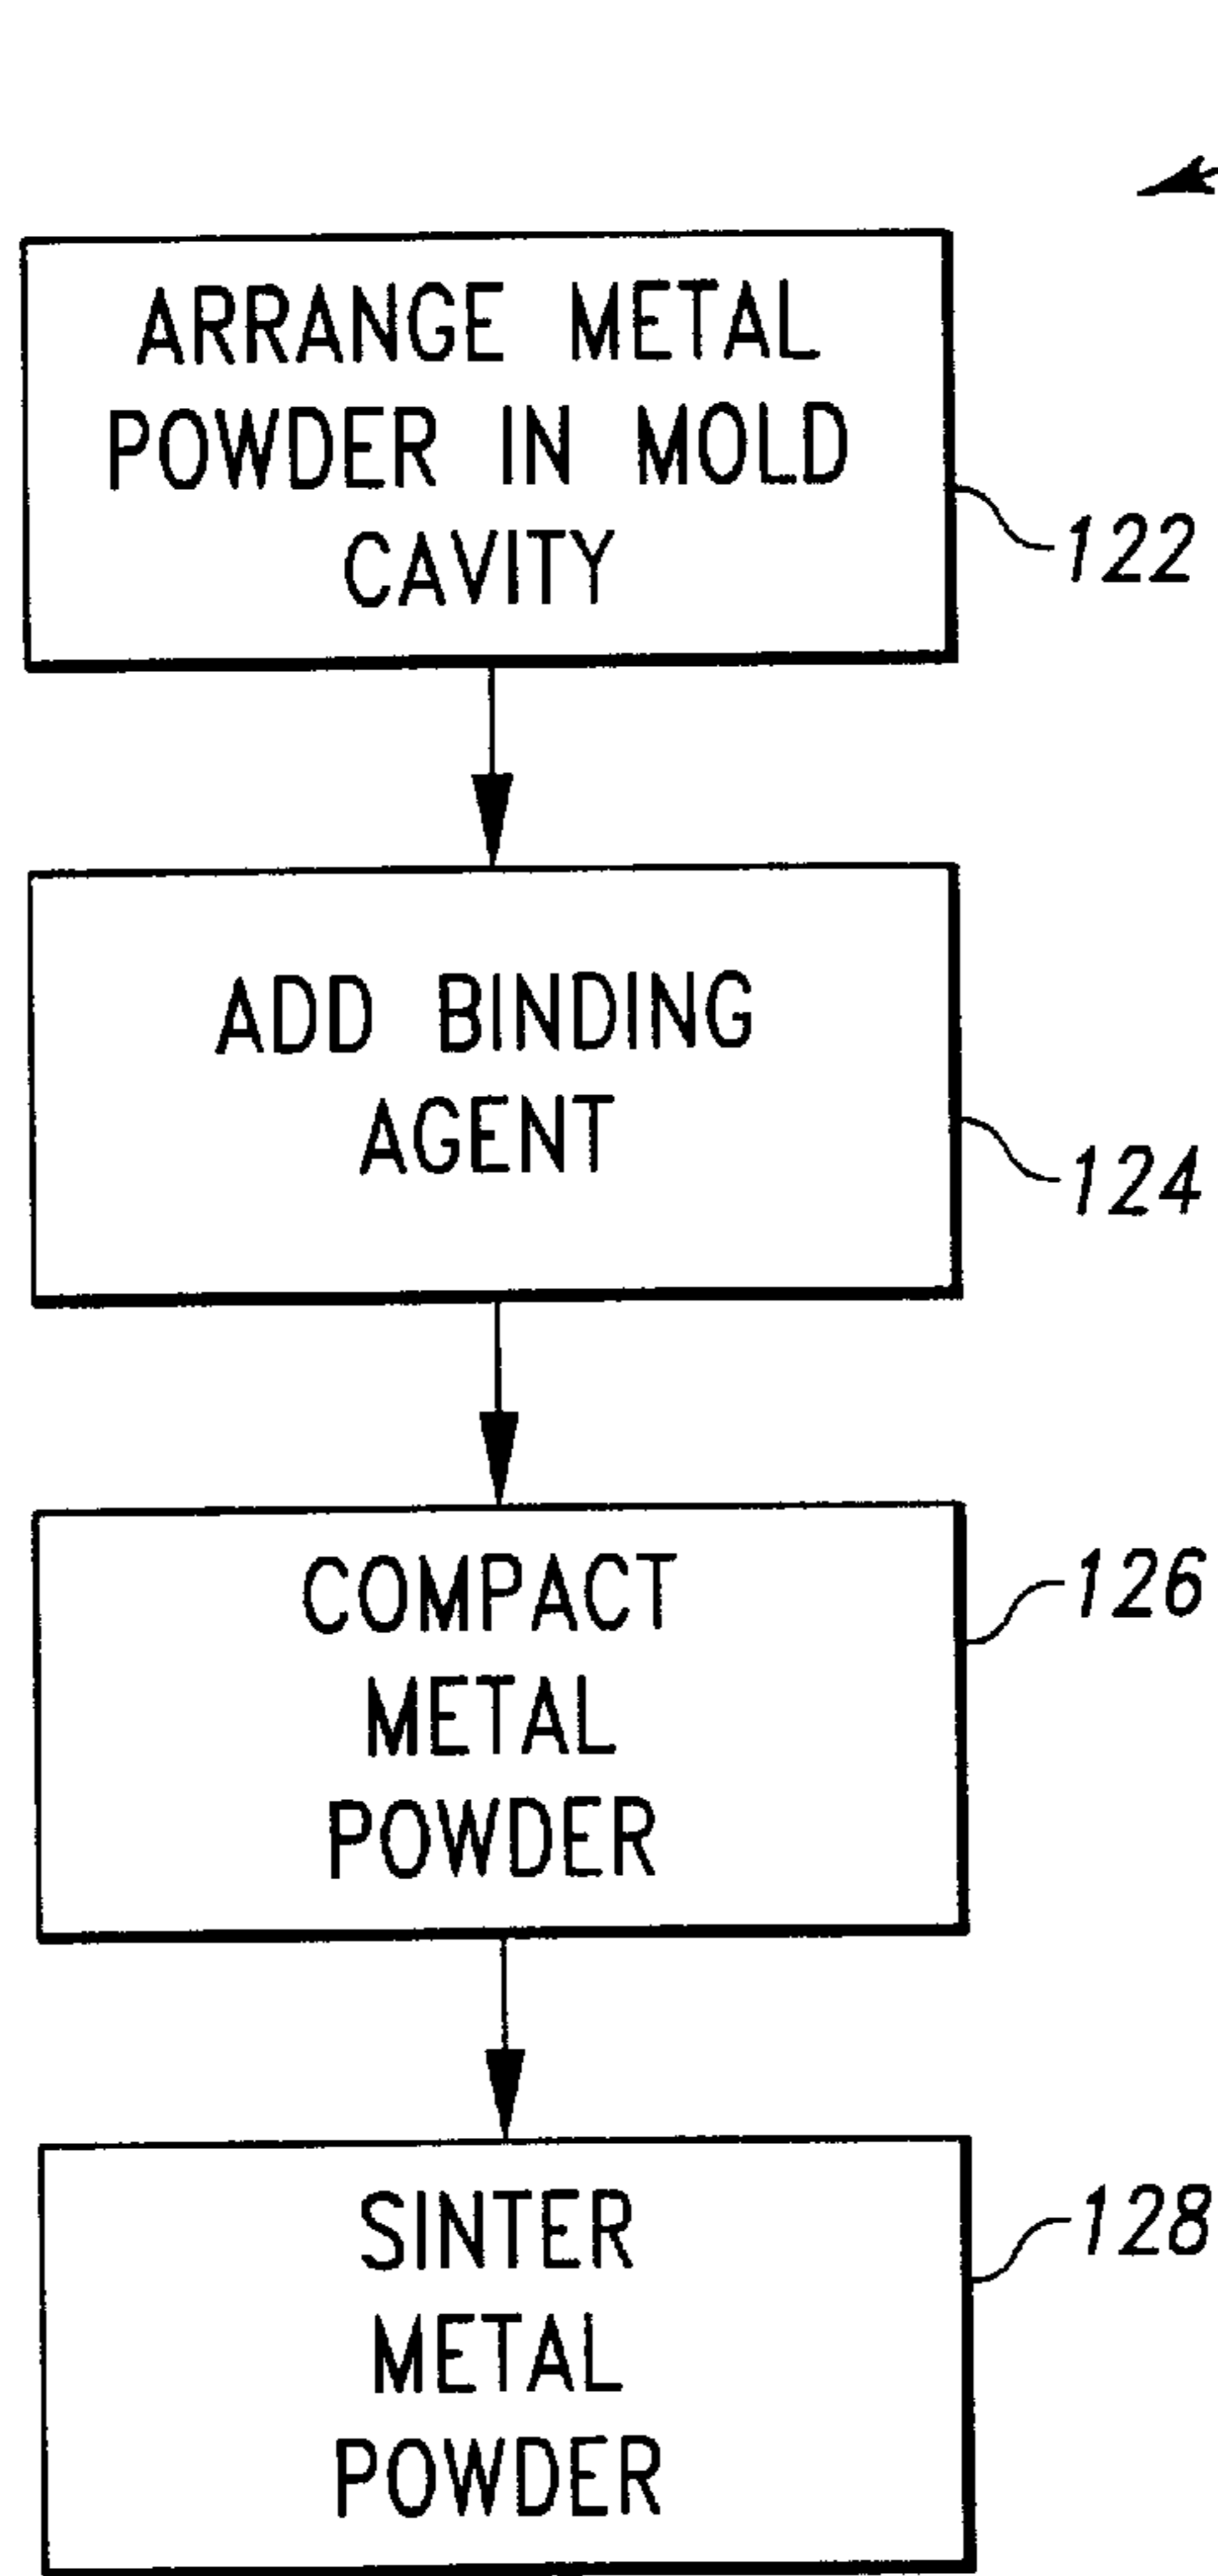 ARRANGE METAL
POWDER IN MOLD
CAVITY
122
ADD BINDING
AGENT
124
COMPACT
METAL
POWDER
126
SINTER
METAL
POWDER
128